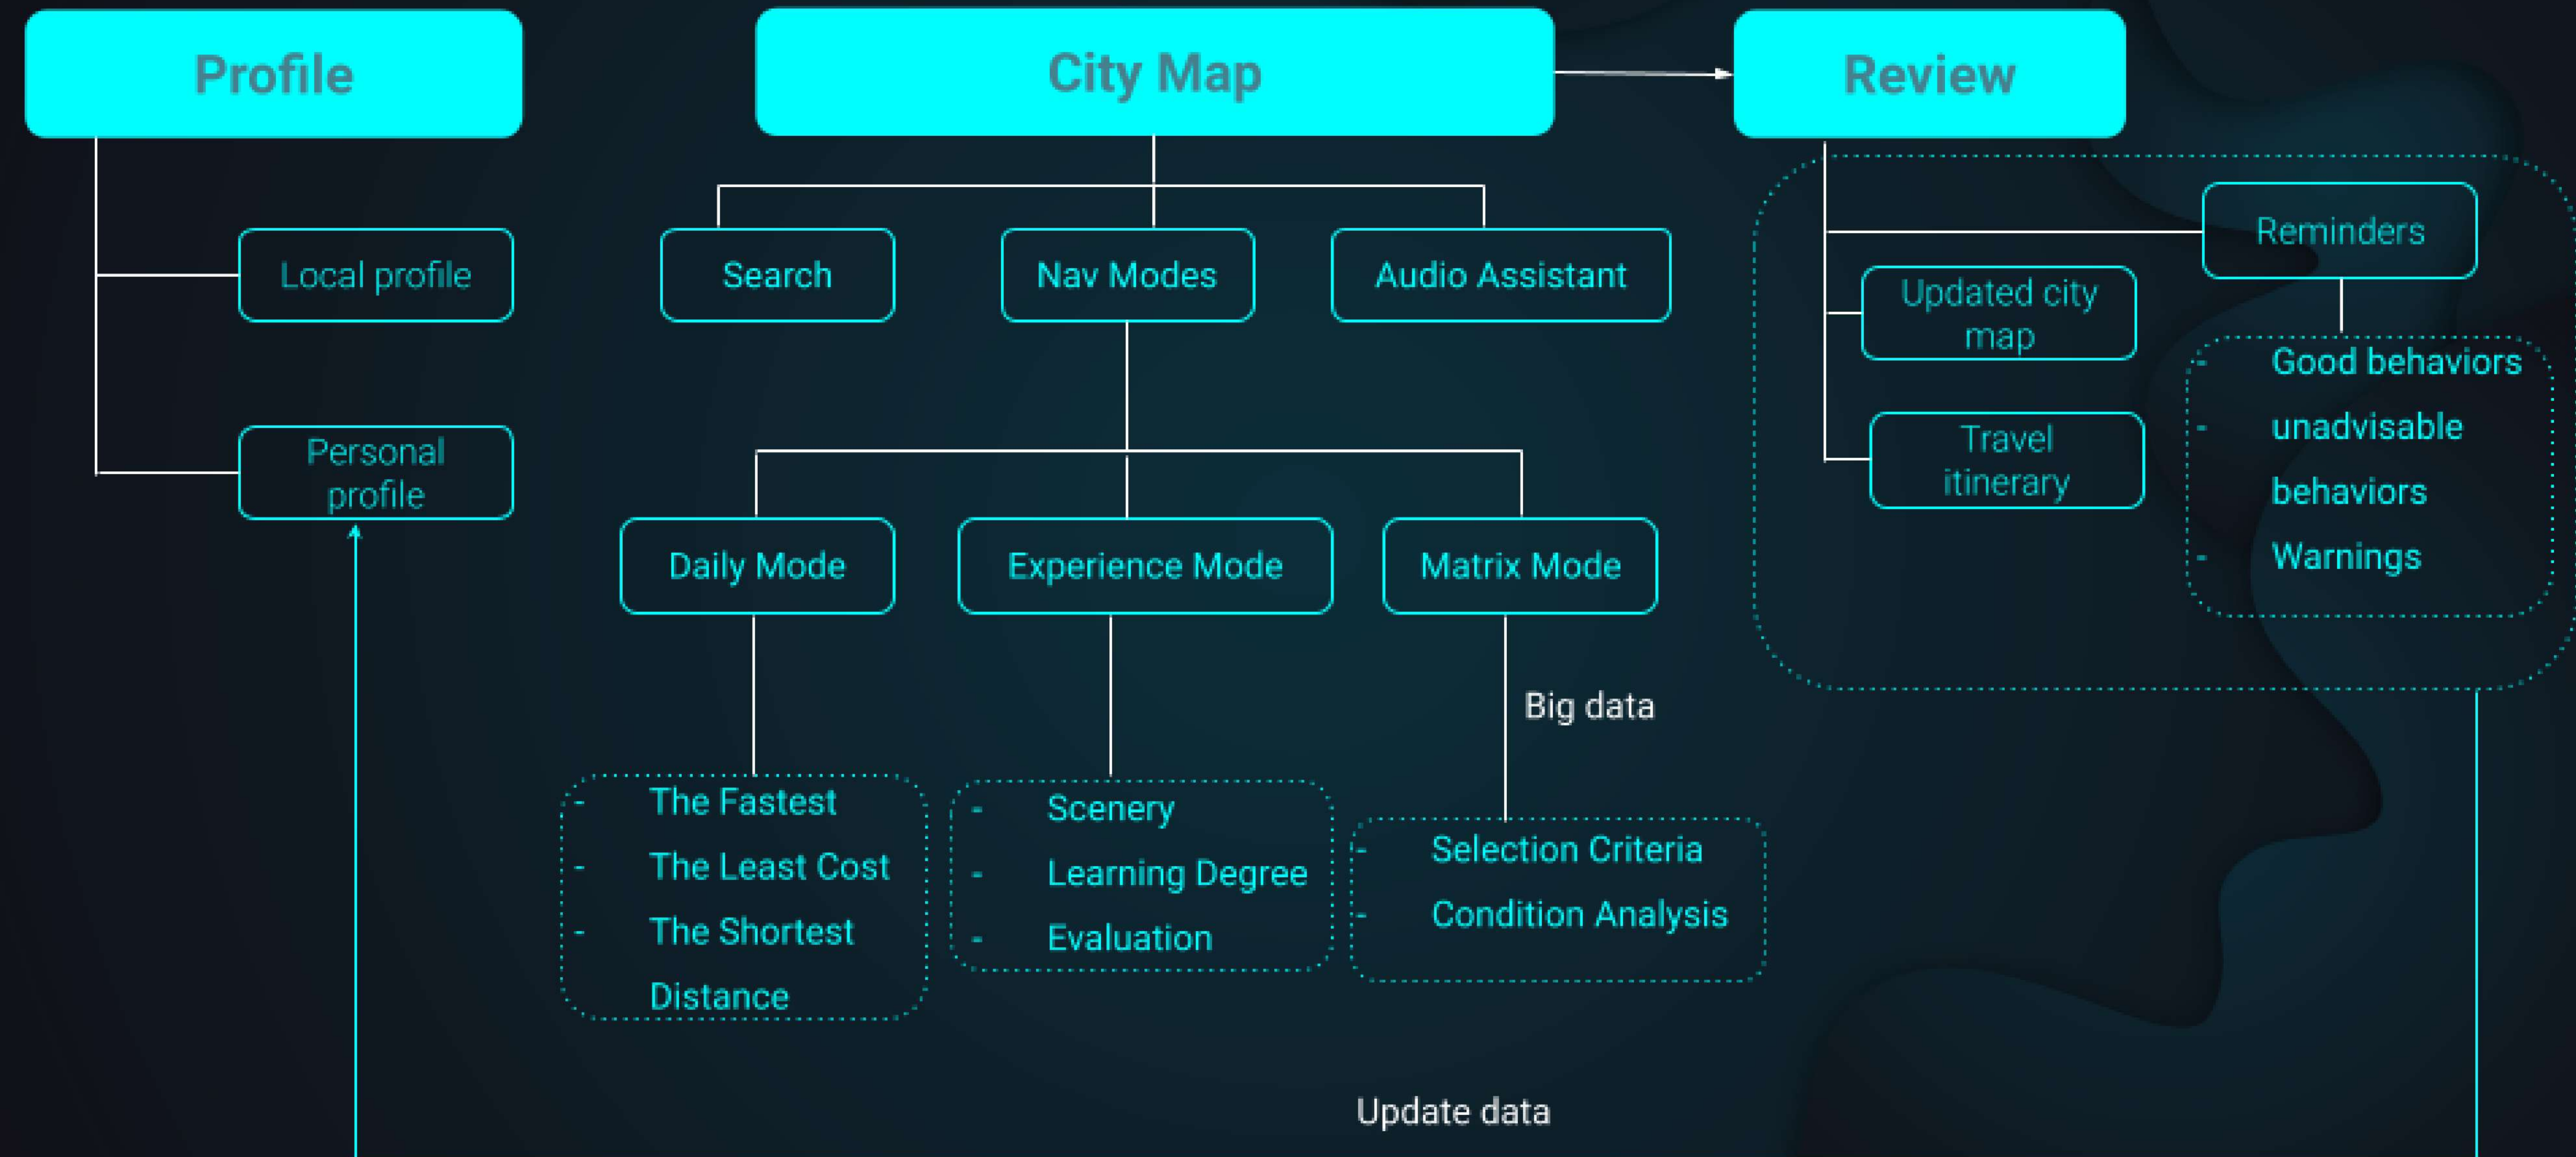 Profile
City Map
Review
Local profile
Personal
profile
Search
Nav Modes
Audio Assistant
Daily Mode
Experience Mode
Matrix Mode
Big data
- The Fastest
- The Least Cost
- The Shortest
Distance
- Scenery
- Learning Degree
- Evaluation
- Selection Criteria
- Condition Analysis
Reminders
Updated city
map
Travel
itinerary
- Good behaviors
- unadvisable
behaviors
- Warnings
Update data